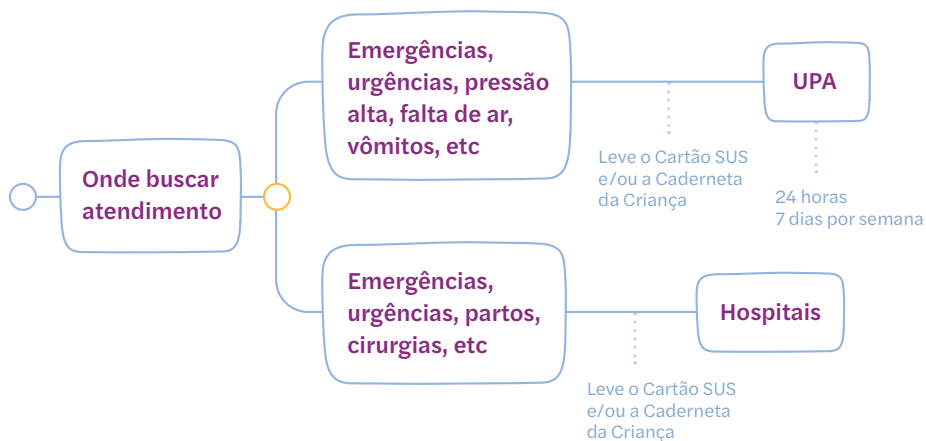 Onde buscar
atendimento
Emergências,
urgências, pressão
alta, falta de ar,
vômitos, etc
Leve o Cartão SUS
e/ou a Caderneta
da Criança
UPA
24 horas
7 dias por semana
Emergências,
urgências, partos,
cirurgias, etc
Leve o Cartão SUS
e/ou a Caderneta
da Criança
Hospitais